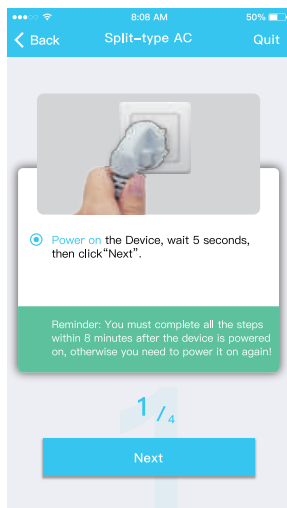 8:08 AM 50%
Back Split-type AC Quit
Power on the Device, wait 5 seconds,
then click“Next”.
Reminder: You must complete all the steps
within 8 minutes after the device is powered
on, otherwise you need to power it on again!
1
1 / 4
Next